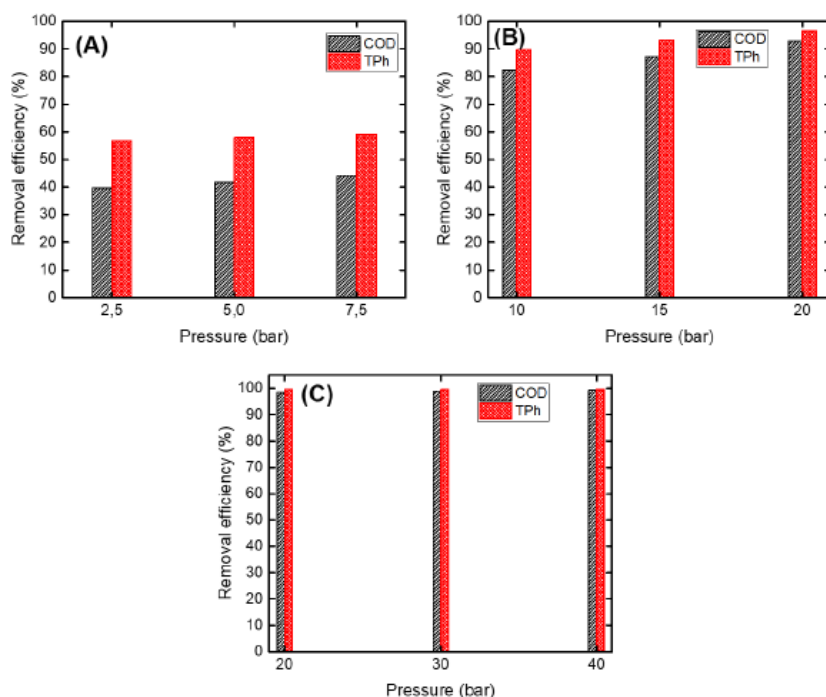 (A)
COD
TPh
Removal efficiency (%)
100
90
80
70
60
50
40
30
20
10
0
2,5 5,0 7,5
Pressure (bar)
(B)
COD
TPh
Removal efficiency (%)
100
90
80
70
60
50
40
30
20
10
0
10 15 20
Pressure (bar)
(C)
COD
TPh
Removal efficiency (%)
100
90
80
70
60
50
40
30
20
10
0
20 30 40
Pressure (bar)